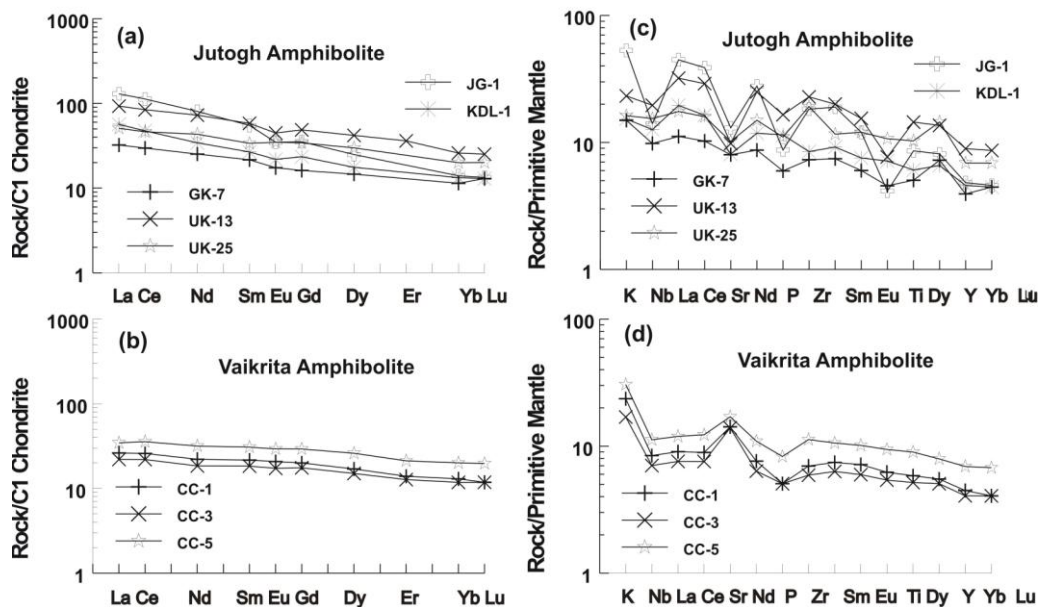 (a)
Jutogh Amphibolite
Rock/C1 Chondrite
1000
100
10
1
JG-1
KDL-1
GK-7
UK-13
UK-25
La Ce Nd Sm Eu Gd Dy Er Yb Lu
(c)
Jutogh Amphibolite
Rock/Primitive Mantle
100
10
1
JG-1
KDL-1
GK-7
UK-13
UK-25
K Nb La Ce Sr Nd P Zr Sm Eu Ti Dy Y Yb Lu
(b)
Vaikrita Amphibolite
Rock/C1 Chondrite
1000
100
10
1
CC-1
CC-3
CC-5
La Ce Nd Sm Eu Gd Dy Er Yb Lu
(d)
Vaikrita Amphibolite
Rock/Primitive Mantle
100
10
1
CC-1
CC-3
CC-5
K Nb La Ce Sr Nd P Zr Sm Eu Ti Dy Y Yb Lu